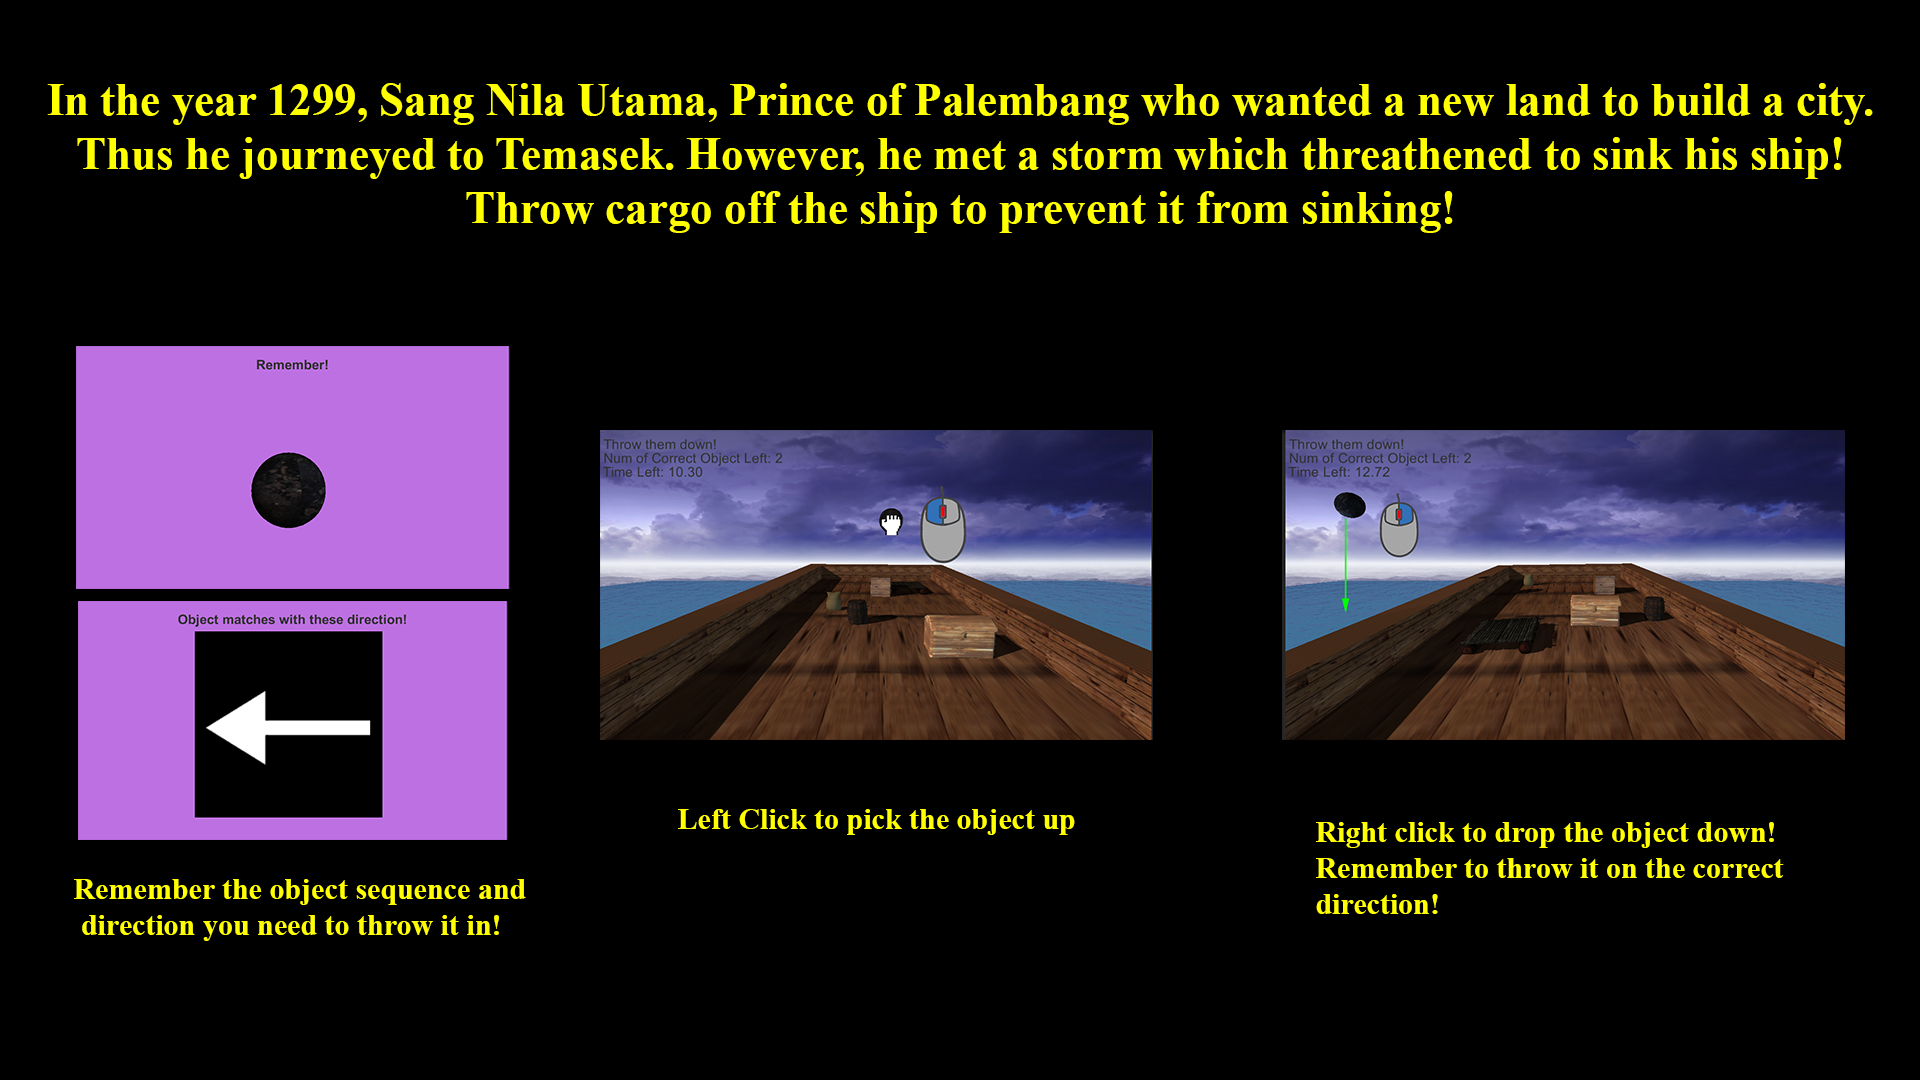 In the year 1299, Sang Nila Utama, Prince of Palembang who wanted a new land to build a city.
Thus he journeyed to Temasek. However, he met a storm which threathened to sink his ship!
Throw cargo off the ship to prevent it from sinking!
Remember!
Object matches with these direction!
Remember the object sequence and
direction you need to throw it in!
Throw them down!
Num of Correct Object Left: 2
Time Left: 10.30
Left Click to pick the object up
Throw them down!
Num of Correct Object Left: 2
Time Left: 12.72
Right click to drop the object down!
Remember to throw it on the correct
direction!